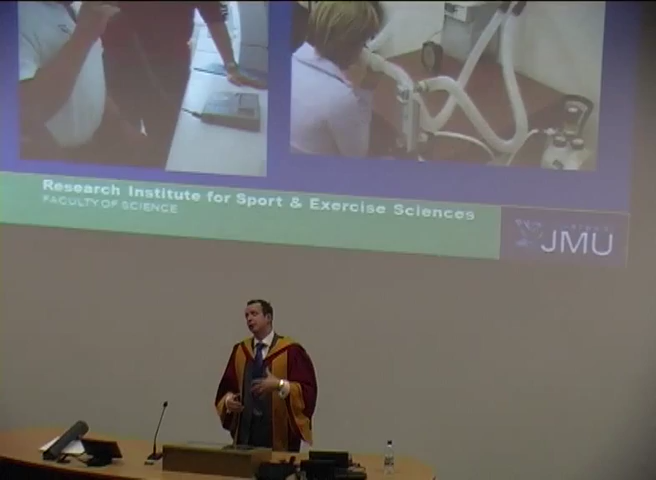 Research Institute for Sport & Exercise Sciences
FACULTY OF SCIENCE
JMU